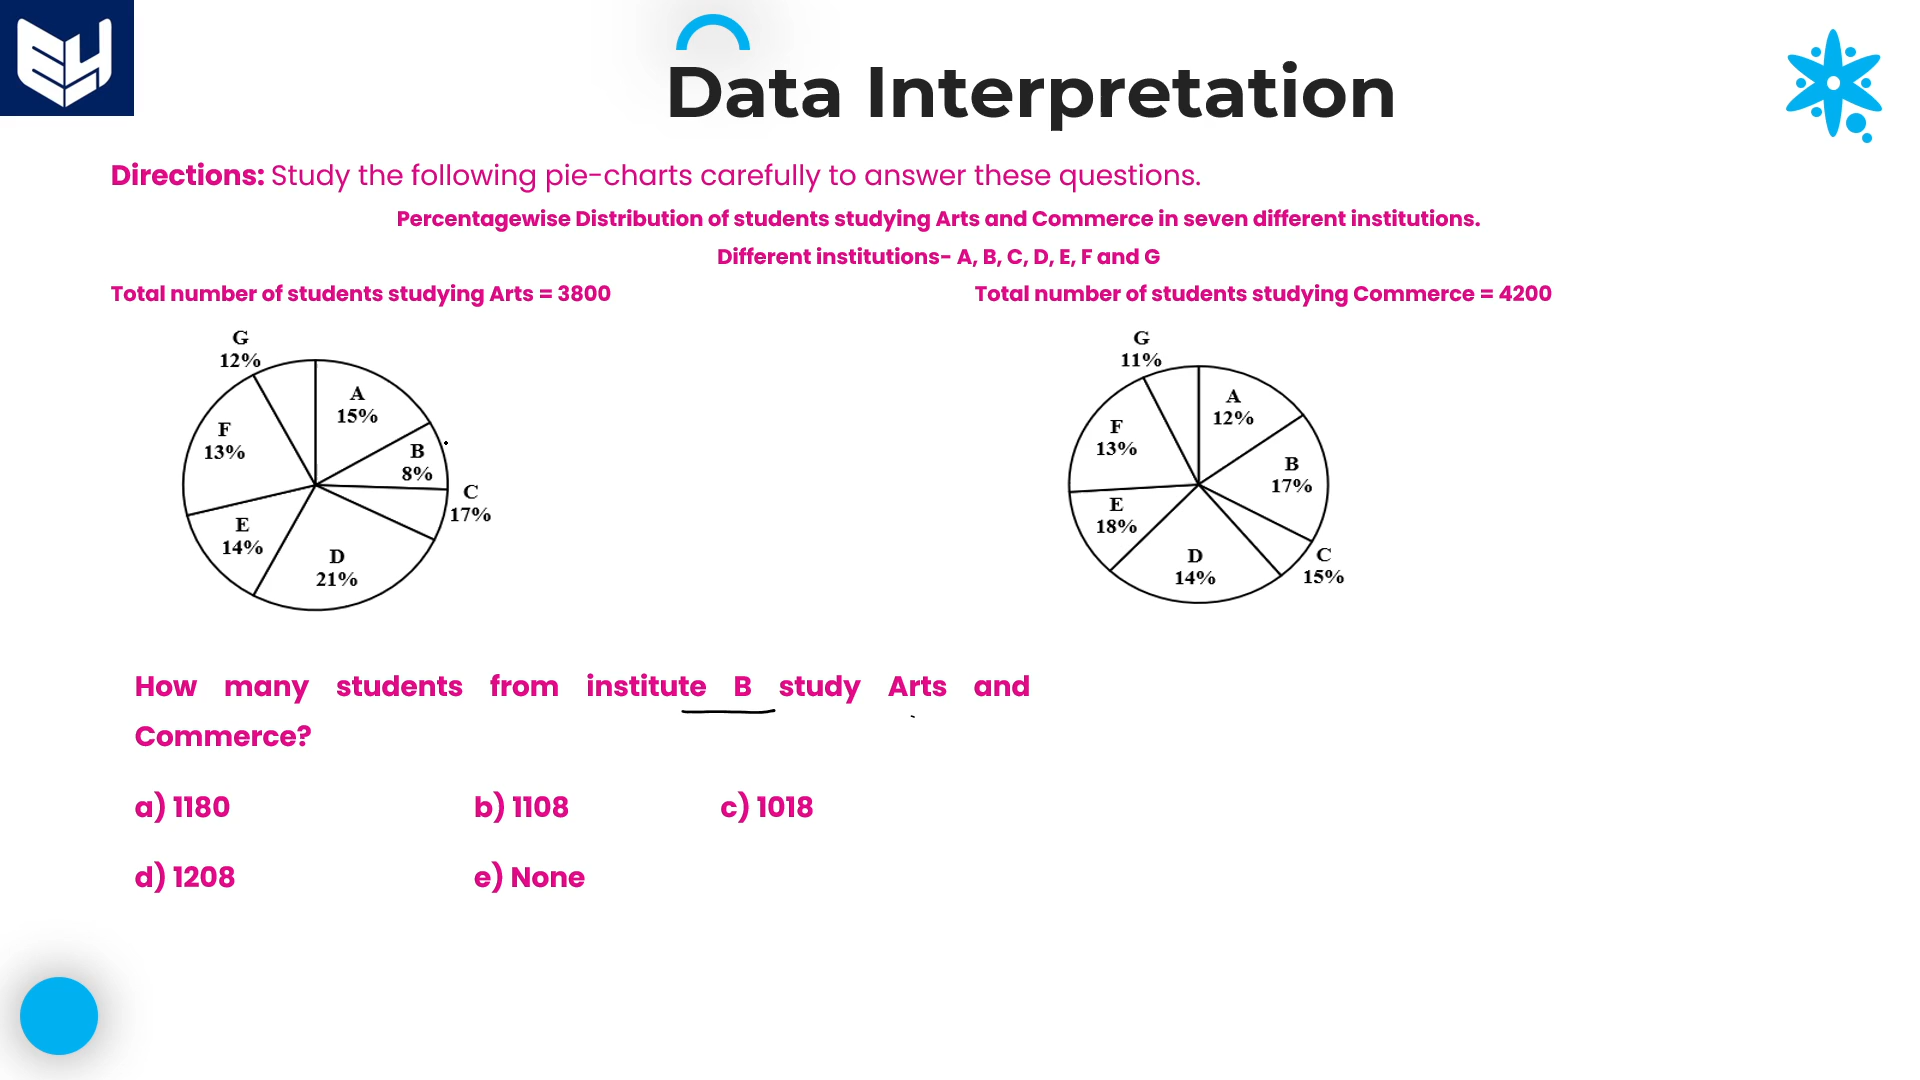 Data Interpretation
Directions: Study the following pie-charts carefully to answer these questions.
Percentagewise Distribution of students studying Arts and Commerce in seven different institutions.
Different institutions- A, B, C, D, E, F and G
Total number of students studying Arts = 3800
Total number of students studying Commerce = 4200
G
12%
A
15%
F
13%
B
8%
C
17%
E
14%
D
21%
G
11%
A
12%
F
13%
B
17%
E
18%
D
14%
C
15%
How many students from institute B study Arts and
Commerce?
a) 1180 b) 1108 c) 1018
d) 1208 e) None